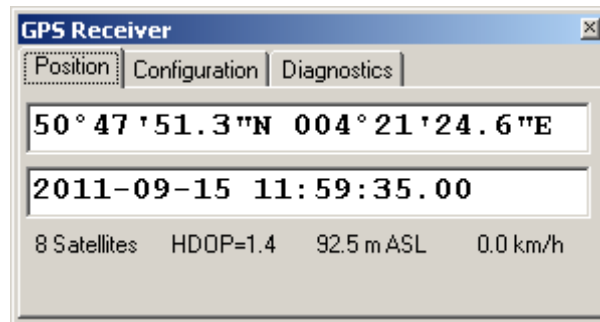 GPS Receiver
Position Configuration Diagnostics
50°47'51.3"N 004°21'24.6"E
2011-09-15 11:59:35.00
8 Satellites HDOP=1.4 92.5 m ASL 0.0 km/h